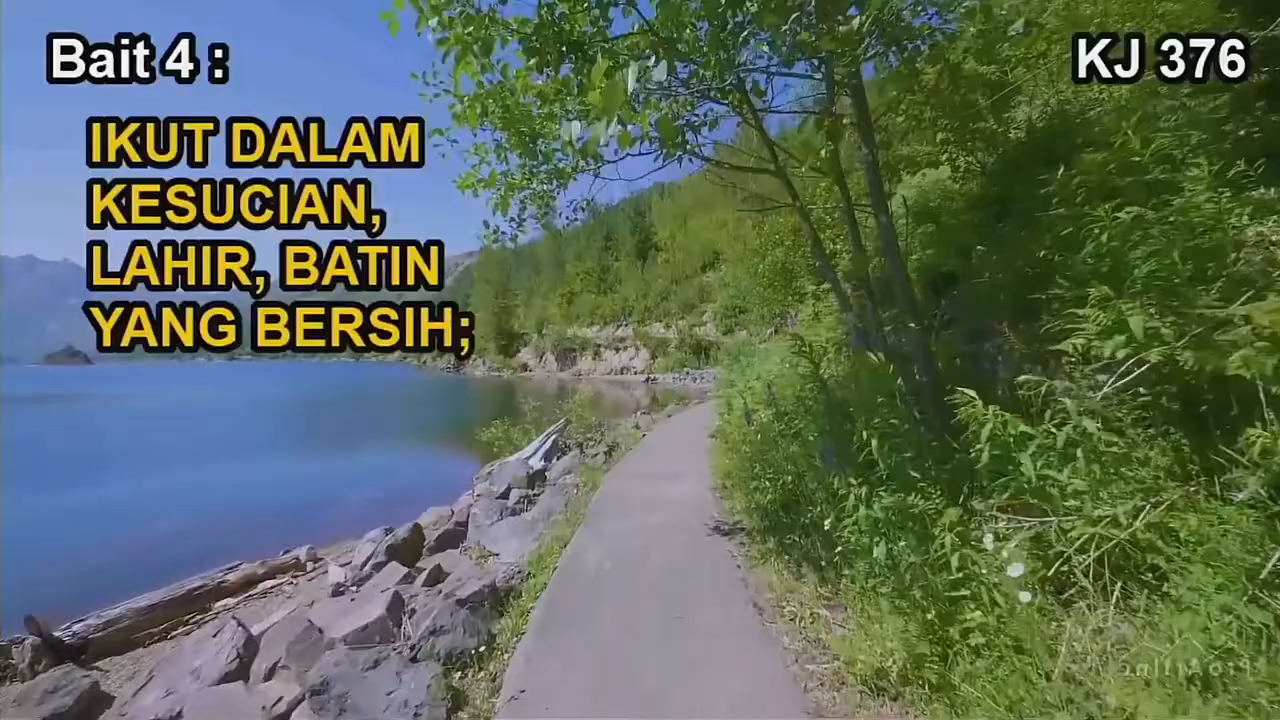 Bait 4 :
KJ 376
IKUT DALAM
KESUCIAN,
LAHIR, BATIN
YANG BERSIH;